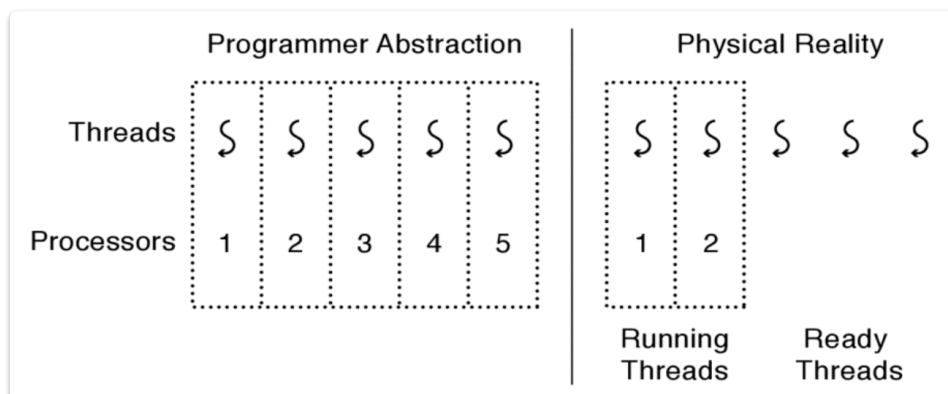 Programmer Abstraction
Physical Reality
Threads
Processors
1 2 3 4 5
1 2
Running
Threads
Ready
Threads